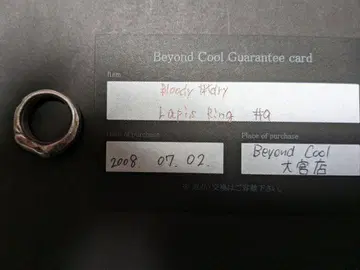 Beyond Cool Guarantee card
Item
Bloody
Lapis Ring #9
Date of purchase
2008. 07. 02.
Place of purchase
Beyond Cool
大宮店